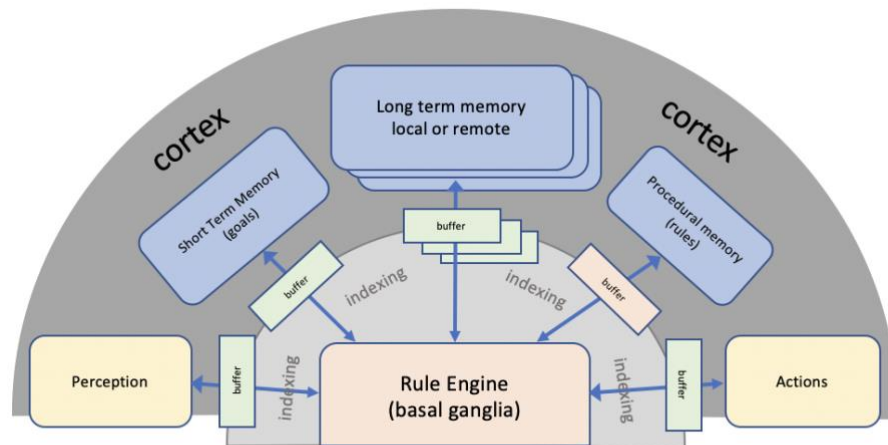 cortex
cortex
Long term memory
local or remote
Short Term Memory
(goals)
Procedural memory
(rules)
buffer
buffer
buffer
indexing
indexing
Perception
buffer
indexing
Rule Engine
(basal ganglia)
indexing
buffer
Actions